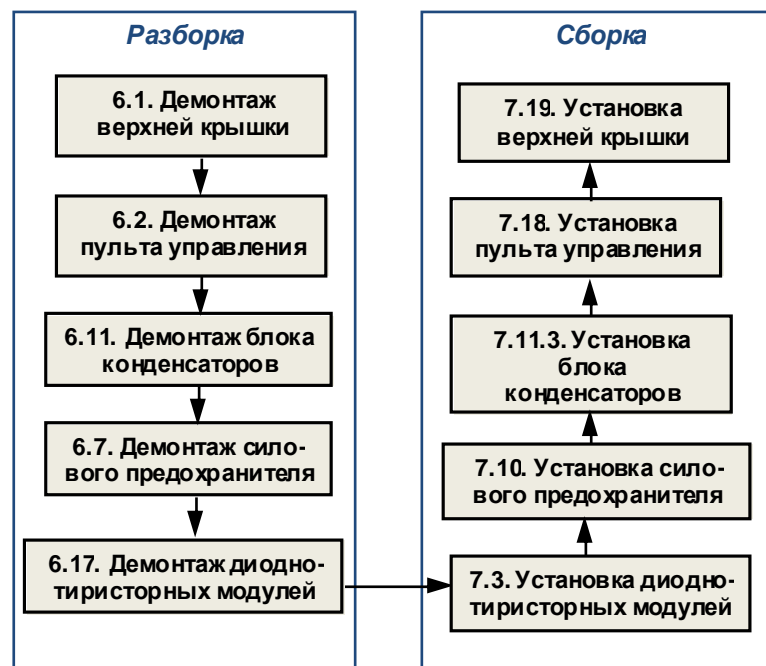 Разборка
6.1. Демонтаж
верхней крышки
6.2. Демонтаж
пульта управления
6.11. Демонтаж блока
конденсаторов
6.7. Демонтаж сило-
вого предохранителя
6.17. Демонтаж диодно-
тиристорных модулей
Сборка
7.19. Установка
верхней крышки
7.18. Установка
пульта управления
7.11.3. Установка
блока
конденсаторов
7.10. Установка сило-
вого предохранителя
7.3. Установка диодно-
тиристорных модулей